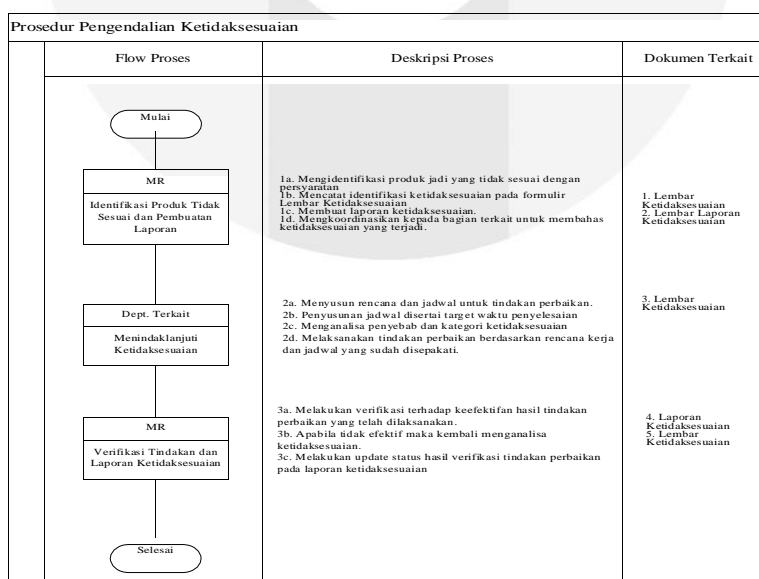 Prosedur Pengendalian Ketidaksesuaian
Flow Proses
Deskripsi Proses
Dokumen Terkait
Mulai
MR
Identifikasi Produk Tidak
Sesuai dan Pembuatan
Laporan
1a. Mengidentifikasi produk jadi yang tidak sesuai dengan
persyaratan
1b. Mencatat identifikasi ketidaksesuaian pada formulir
Lembar Ketidaksesuaian
1c. Membuat laporan ketidaksesuaian.
1d. Mengkoordinasikan kepada bagian terkait untuk membahas
ketidaksesuaian yang terjadi.
1. Lembar
Ketidaksesuaian
2. Lembar Laporan
Ketidaksesuaian
Dept. Terkait
Menindaklanjuti
Ketidaksesuaian
2a. Menyusun rencana dan jadwal untuk tindakan perbaikan.
2b. Penyusunan jadwal disertai target waktu penyelesaian
2c. Menganalisa penyebab dan kategori ketidaksesuaian
2d. Melaksanakan tindakan perbaikan berdasarkan rencana kerja
dan jadwal yang sudah disepakati.
3. Lembar
Ketidaksesuaian
MR
Verifikasi Tindakan dan
Laporan Ketidaksesuaian
3a. Melakukan verifikasi terhadap keefektifan hasil tindakan
perbaikan yang telah dilaksanakan.
3b. Apabila tidak efektif maka kembali menganalisa
ketidaksesuaian.
3c. Melakukan update status hasil verifikasi tindakan perbaikan
pada laporan ketidaksesuaian
4. Laporan
Ketidaksesuaian
5. Lembar
Ketidaksesuaian
Selesai